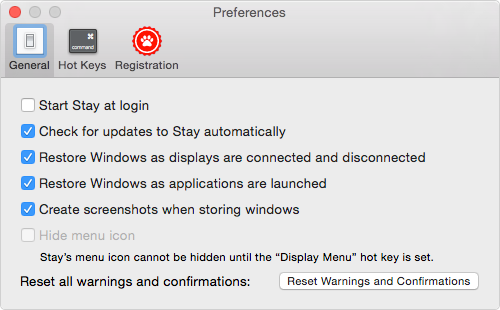 Preferences
command
General
Hot Keys
Registration
Start Stay at login
Check for updates to Stay automatically
Restore Windows as displays are connected and disconnected
Restore Windows as applications are launched
Create screenshots when storing windows
Hide menu icon
Stay's menu icon cannot be hidden until the “Display Menu” hot key is set.
Reset all warnings and confirmations:
Reset Warnings and Confirmations